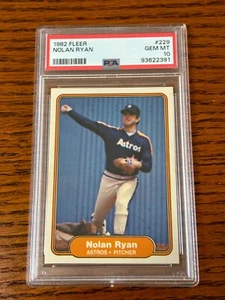 1982 FLEER #229
NOLAN RYAN GEM MT
10
PSA 93622391
Astros
Nolan Ryan
ASTROS • PITCHER